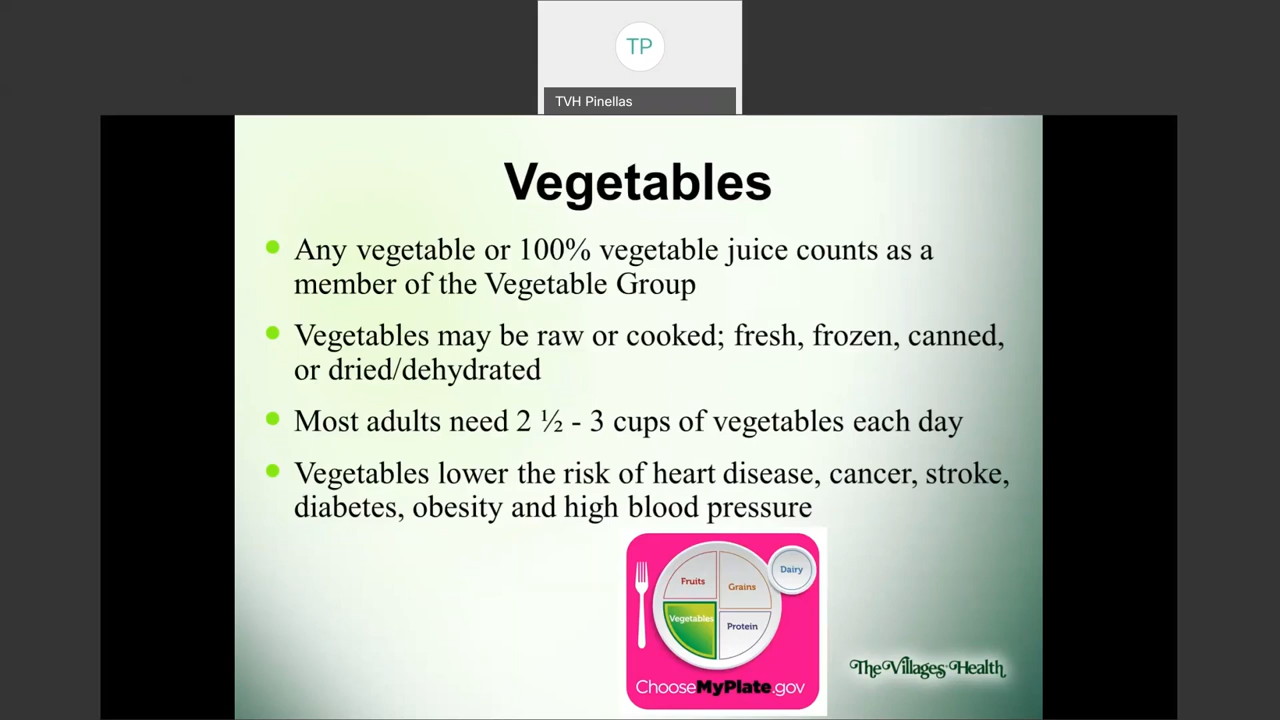 TP
TVH Pinellas
Vegetables
Any vegetable or 100% vegetable juice counts as a
member of the Vegetable Group
Vegetables may be raw or cooked; fresh, frozen, canned,
or dried/dehydrated
Most adults need 2 ½ - 3 cups of vegetables each day
Vegetables lower the risk of heart disease, cancer, stroke,
diabetes, obesity and high blood pressure
Dairy
Fruits
Grains
Vegetables
Protein
ChooseMyPlate.gov
The Villages Health